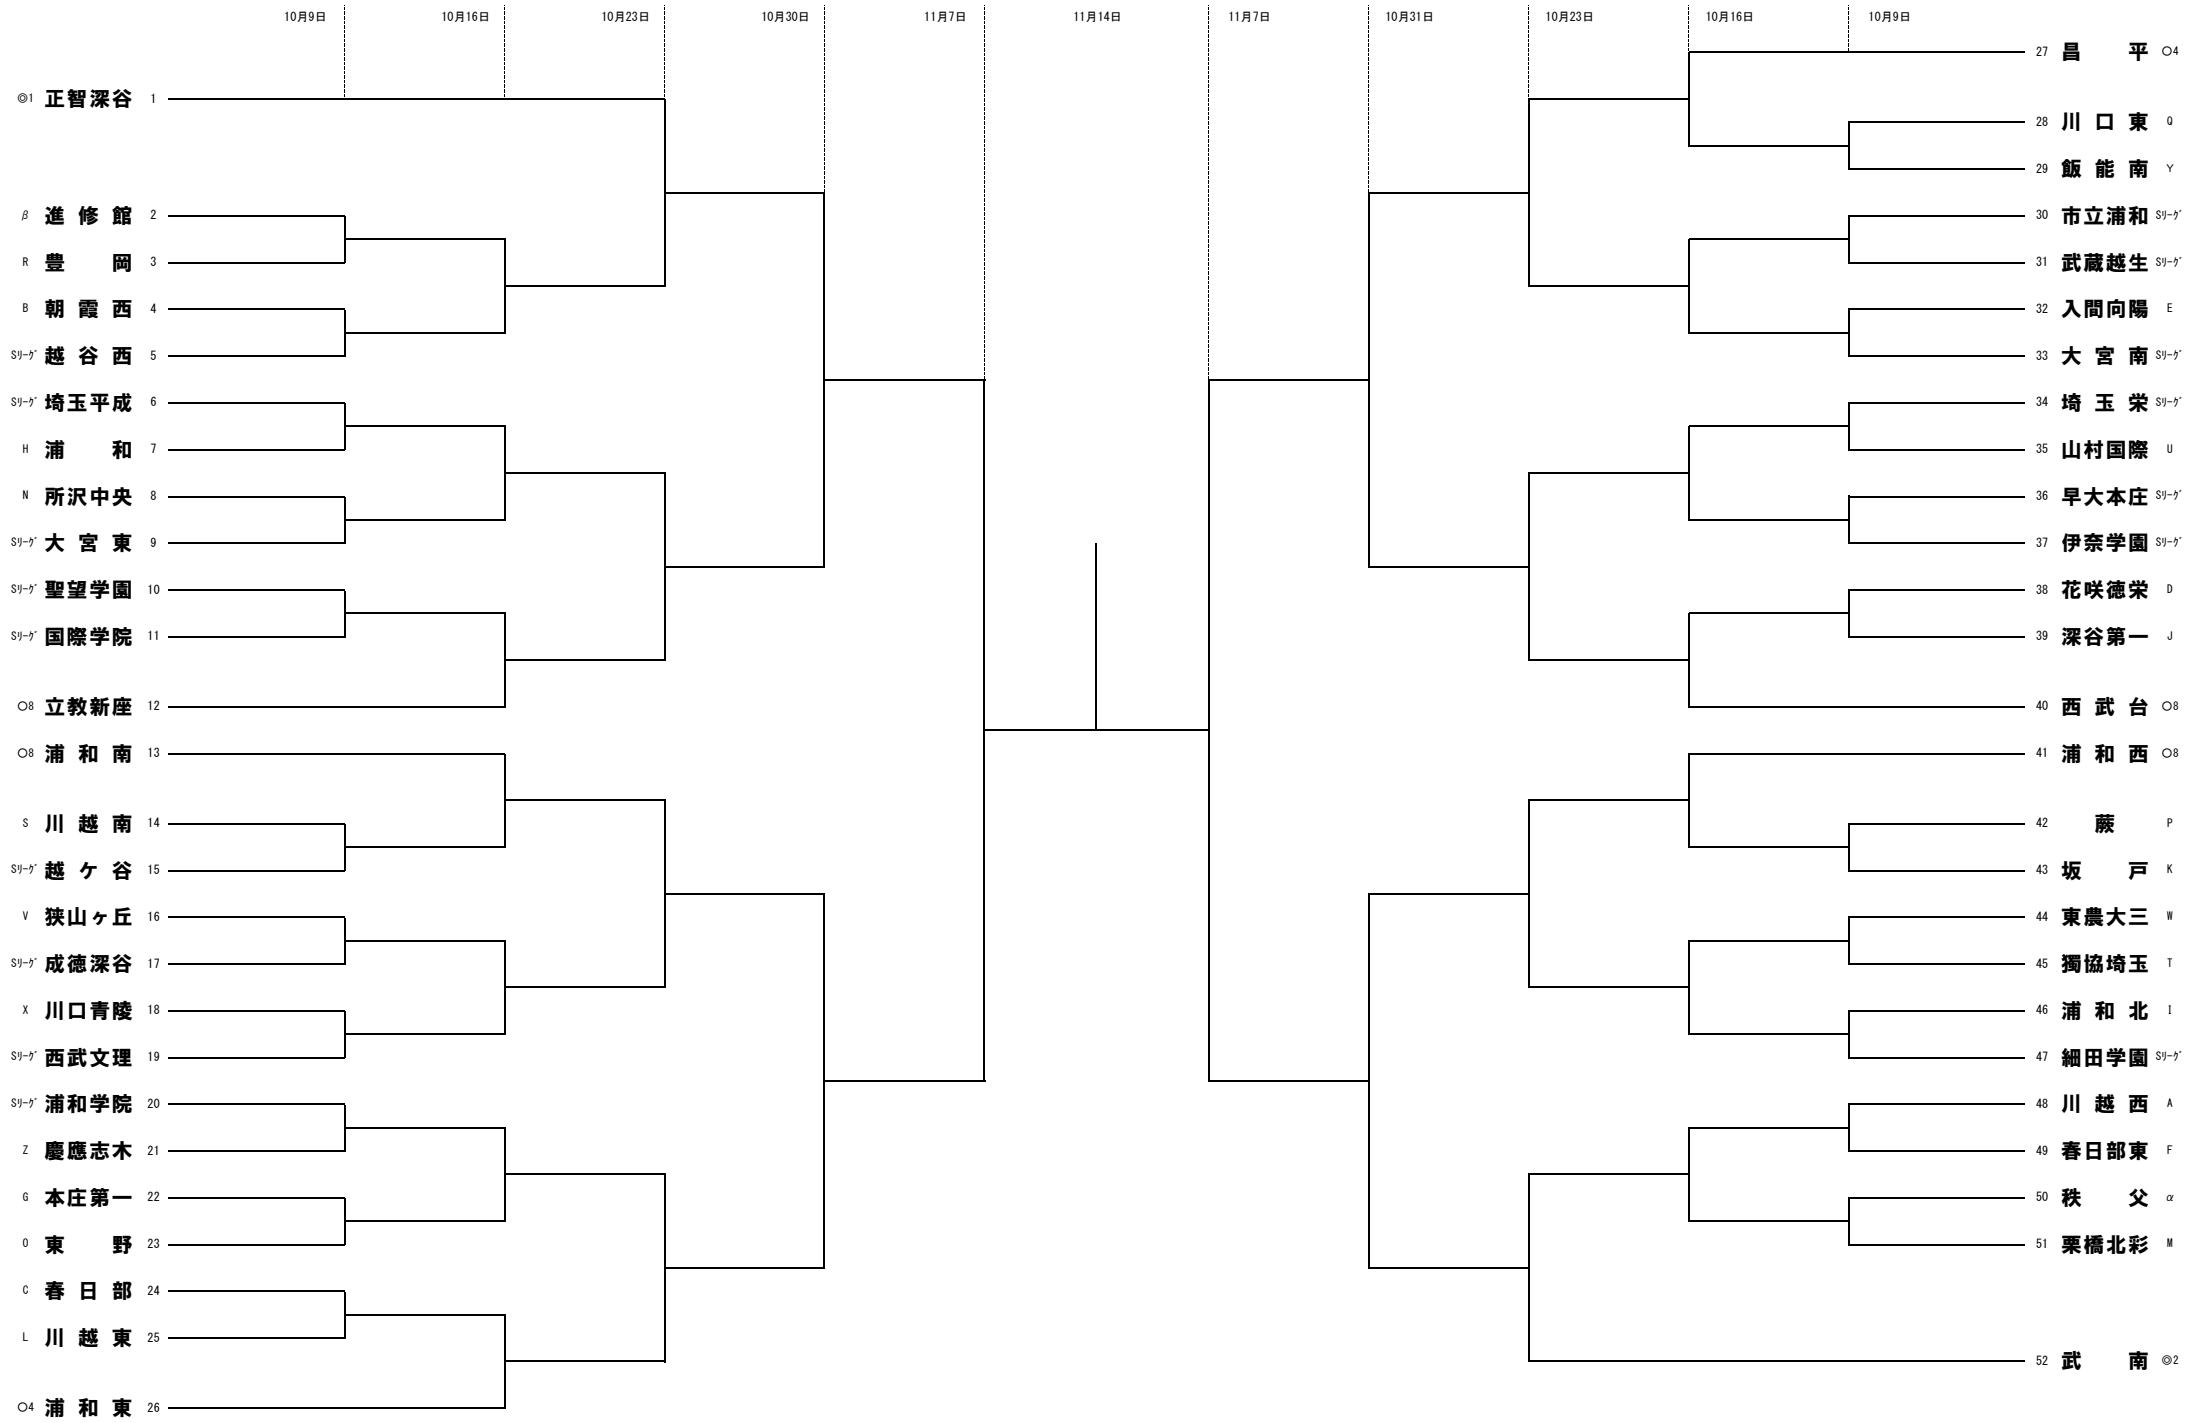 10月9日 10月16日 10月23日 10月30日 11月7日 11月14日 11月7日 10月31日 10月23日 10月16日 10月9日
◎1 正智深谷 1
β 進修館 2
R 豊岡 3
B 朝霞西 4
Sリーグ 越谷西 5
Sリーグ 埼玉平成 6
H 浦和 7
N 所沢中央 8
Sリーグ 大宮東 9
Sリーグ 聖望学園 10
Sリーグ 国際学院 11
○8 立教新座 12
○8 浦和南 13
S 川越南 14
Sリーグ 越ケ谷 15
V 狭山ヶ丘 16
Sリーグ 成徳深谷 17
X 川口青陵 18
Sリーグ 西武文理 19
Sリーグ 浦和学院 20
Z 慶應志木 21
G 本庄第一 22
O 東野 23
C 春日部 24
L 川越東 25
○4 浦和東 26
27 昌平 ○4
28 川口東 Q
29 飯能南 Y
30 市立浦和 Sリーグ
31 武蔵越生 Sリーグ
32 入間向陽 E
33 大宮南 Sリーグ
34 埼玉栄 Sリーグ
35 山村国際 U
36 早大本庄 Sリーグ
37 伊奈学園 Sリーグ
38 花咲徳栄 D
39 深谷第一 J
40 西武台 ○8
41 浦和西 ○8
42 蕨 P
43 坂戸 K
44 東農大三 W
45 獨協埼玉 T
46 浦和北 I
47 細田学園 Sリーグ
48 川越西 A
49 春日部東 F
50 秩父 α
51 栗橋北彩 M
52 武南 ◎2